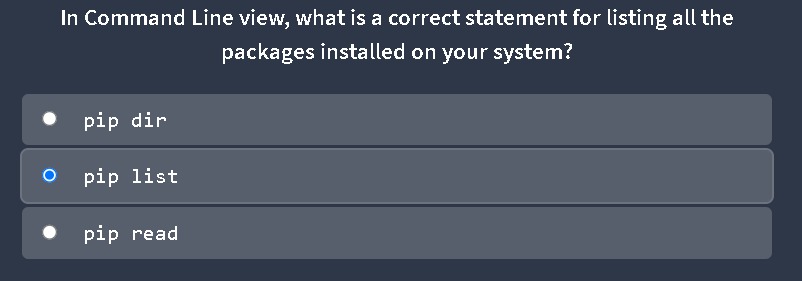 In Command Line view, what is a correct statement for listing all the
packages installed on your system?
pip dir
pip list
pip read